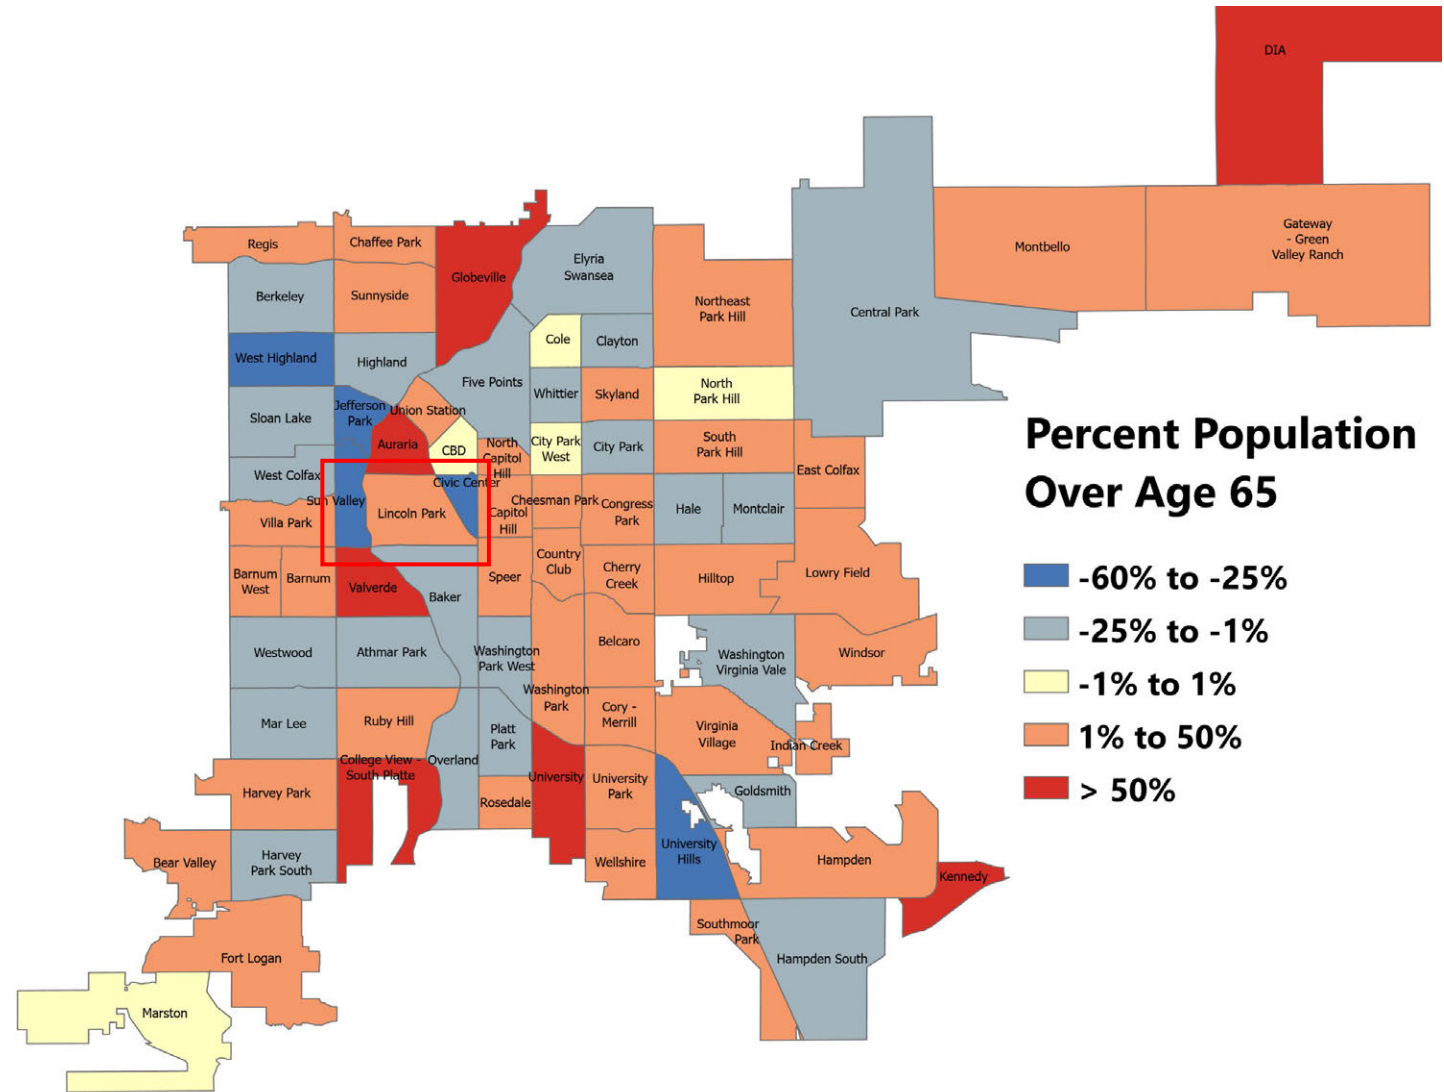 DIA
Gateway
- Green
Valley Ranch
Montbello
Regis
Chaffee Park
Globeville
Elyria
Swansea
Berkeley
Sunnyside
Northeast
Park Hill
Central Park
West Highland
Highland
Cole
Clayton
Five Points
Whittier
Skyland
North
Park Hill
Sloan Lake
Jefferson
Park
Union Station
Auraria
CBD
North
Capitol
Hill
City Park
West
City Park
South
Park Hill
East Colfax
West Colfax
Sun Valley
Civic Center
Villa Park
Lincoln Park
Capitol
Hill
Cheesman Park
Congress
Park
Hale
Montclair
Barnum
West
Barnum
Valverde
Baker
Speer
Country
Club
Cherry
Creek
Hilltop
Lowry Field
Westwood
Athmar Park
Washington
Park West
Belcaro
Washington
Virginia Vale
Windsor
Mar Lee
Ruby Hill
Platt
Park
Washington
Park
Cory -
Merrill
Virginia
Village
Indian Creek
College View -
South Platte
Overland
University
University
Park
Goldsmith
Harvey Park
Rosedale
Bear Valley
Harvey
Park South
Wellshire
University
Hills
Hampden
Kennedy
Southmoor
Park
Hampden South
Fort Logan
Marston
Percent Population
Over Age 65
-60% to -25%
-25% to -1%
-1% to 1%
1% to 50%
> 50%